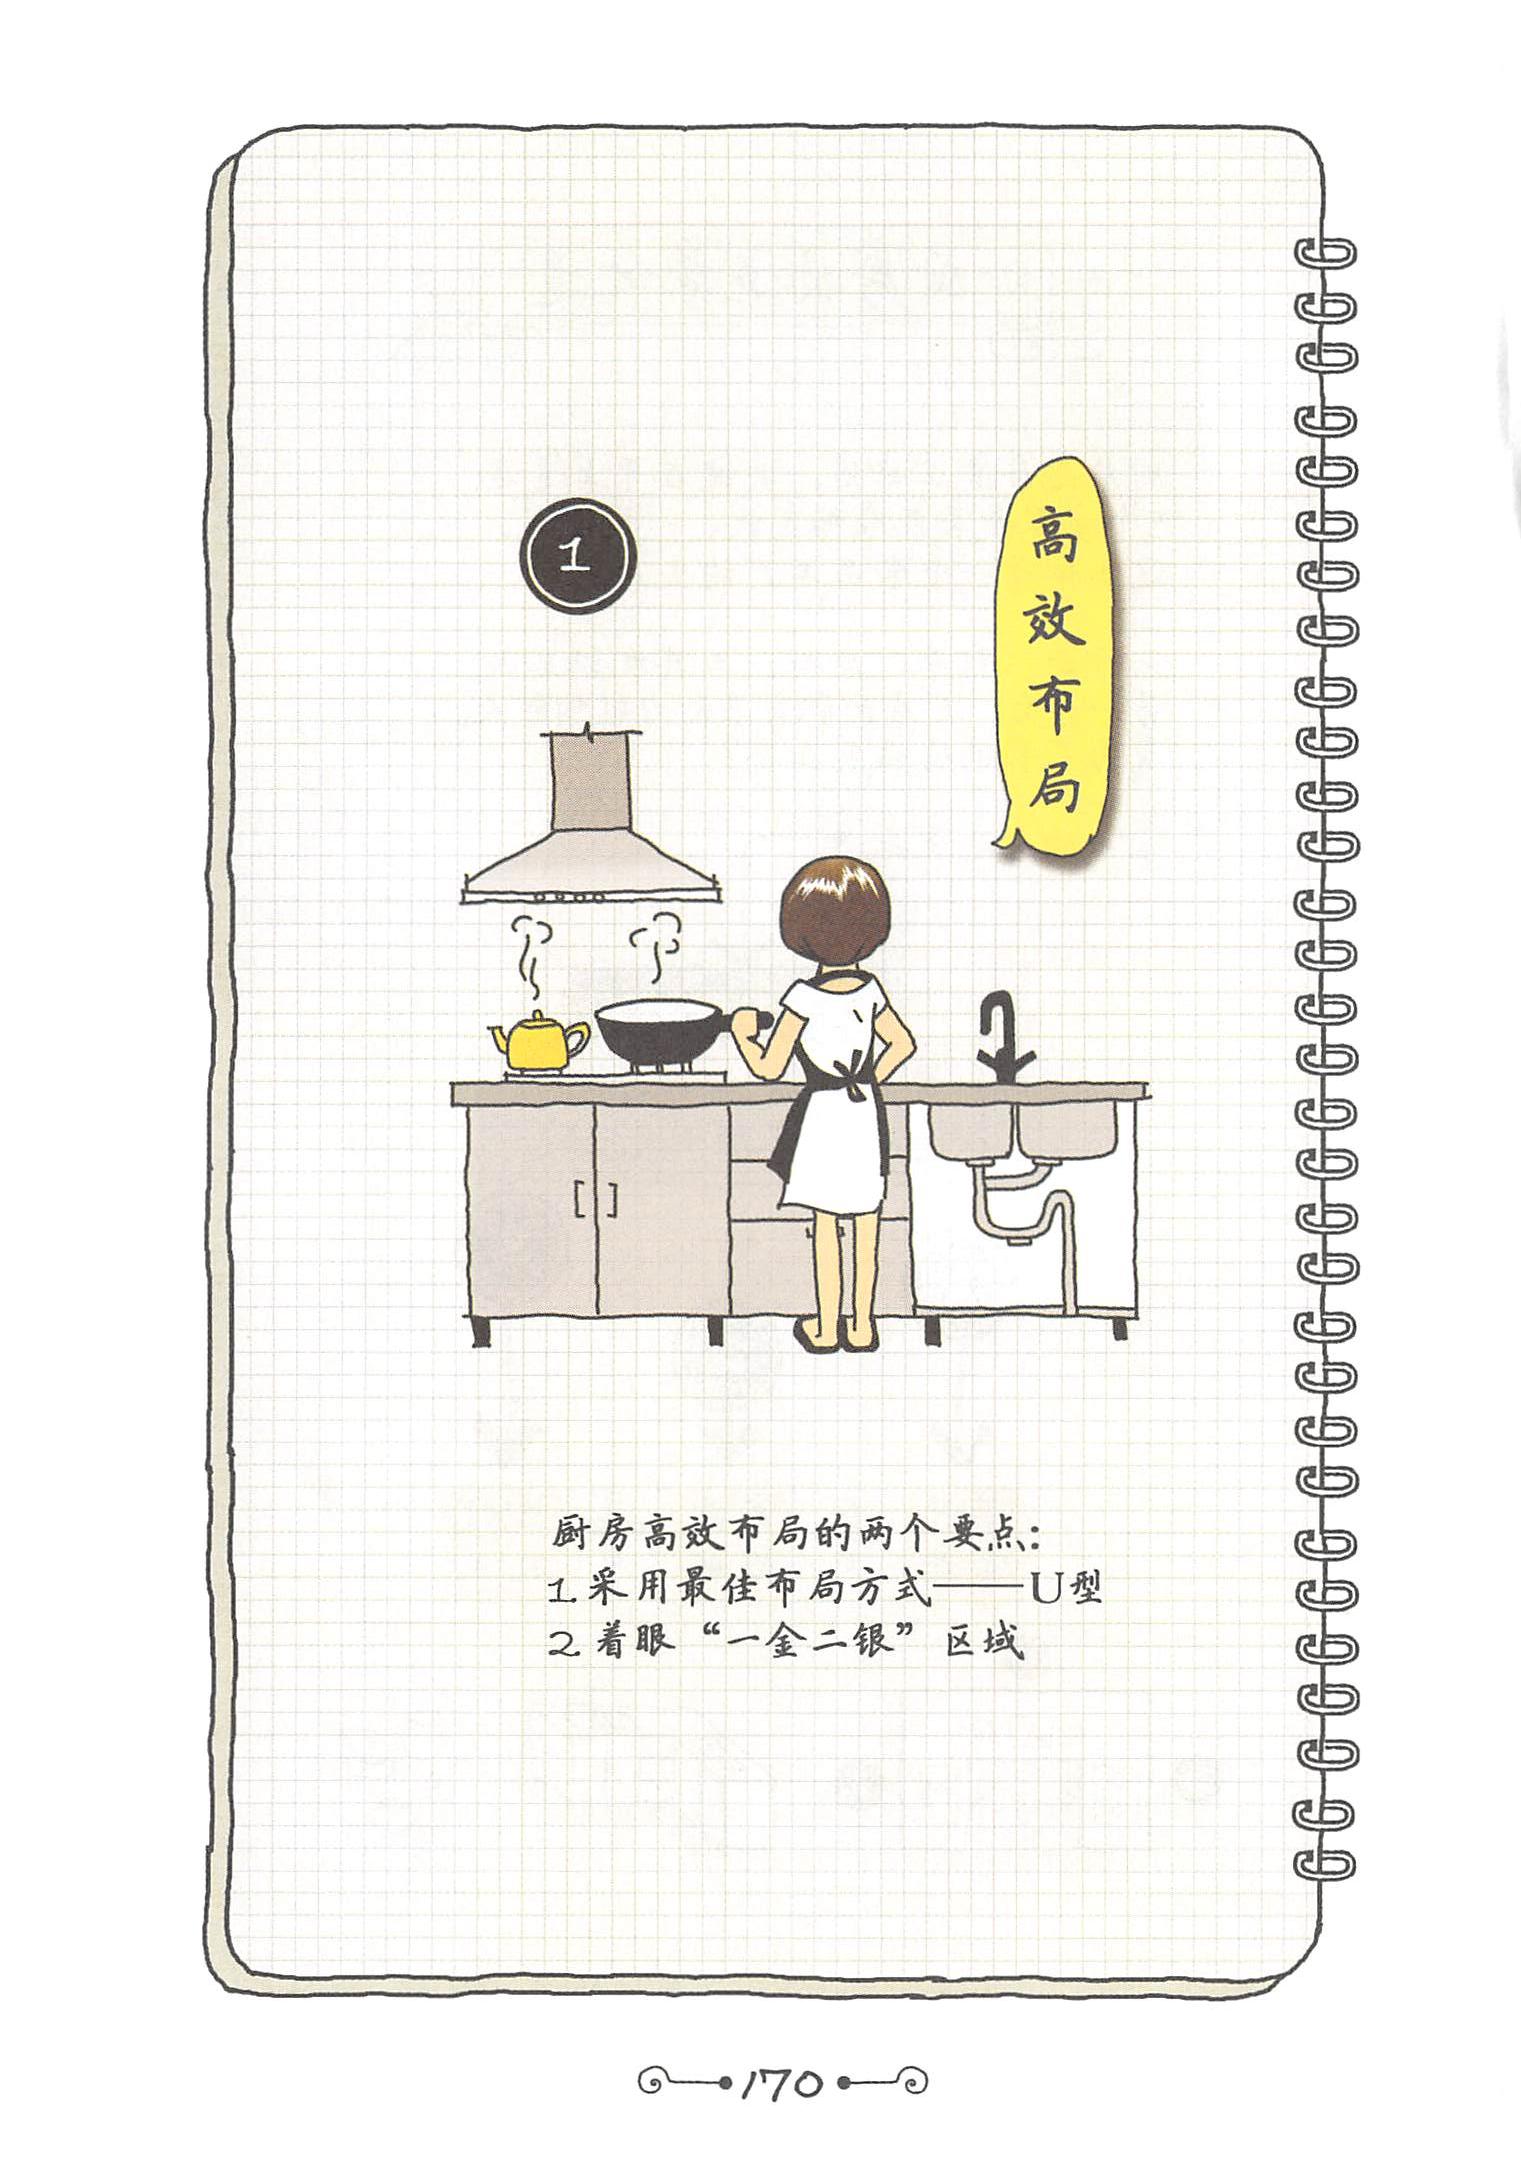 1
高效布局
厨房高效布局的两个要点：
1.采用最佳布局方式——U型
2.着眼“一金二银”区域
170